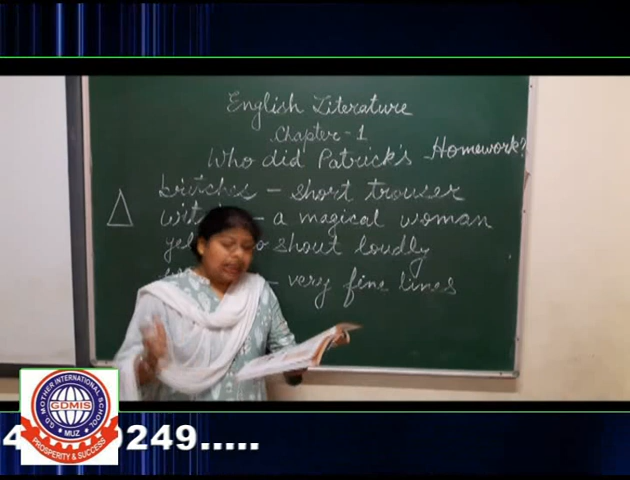 English Literature
Chapter-1
Who did Patrick's Homework?
britches - short trouser
- a magical woman
shout loudly
- very fine lines
G.D MOTHER INTERNATIONAL SCHOOL
GDMIS
MUZ
PROSPERITY & SUCCESS
0249.....